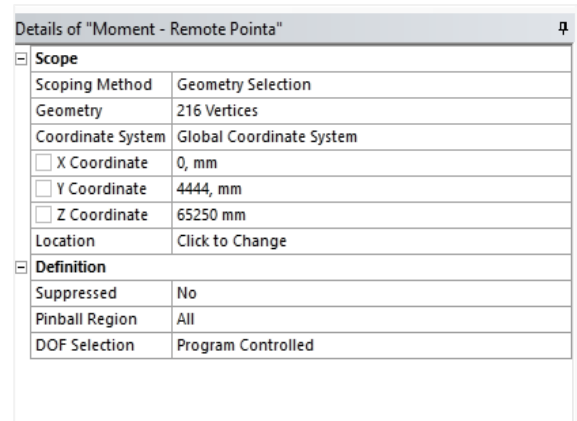 Details of "Moment - Remote Pointa"
Scope
Scoping Method Geometry Selection
Geometry 216 Vertices
Coordinate System Global Coordinate System
X Coordinate 0, mm
Y Coordinate 4444, mm
Z Coordinate 65250 mm
Location Click to Change
Definition
Suppressed No
Pinball Region All
DOF Selection Program Controlled